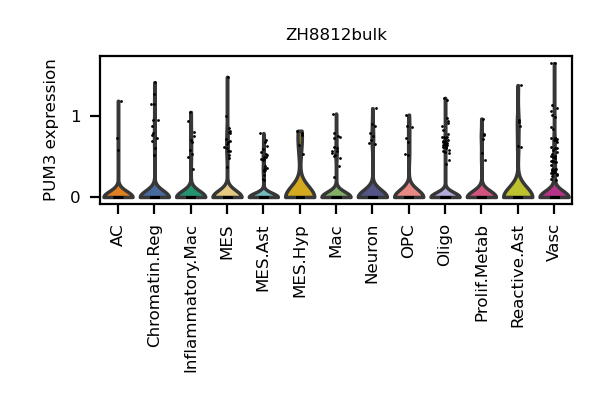 ZH8812bulk
PUM3 expression
1
0
AC
Chromatin.Reg
Inflammatory.Mac
MES
MES.Ast
MES.Hyp
Mac
Neuron
OPC
Oligo
Prolif.Metab
Reactive.Ast
Vasc